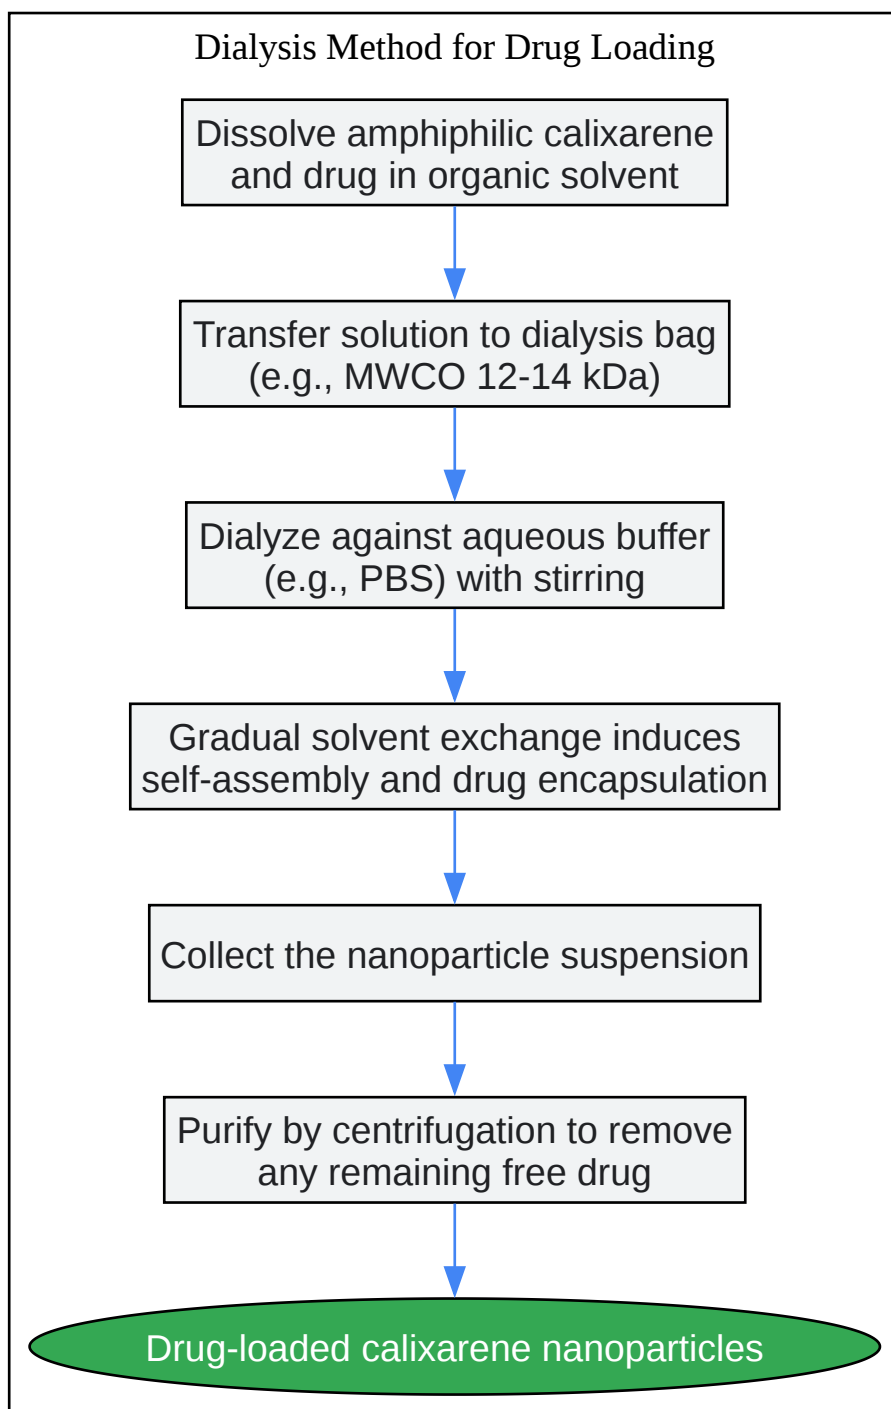 Dialysis Method for Drug Loading
Dissolve amphiphilic calixarene
and drug in organic solvent
Transfer solution to dialysis bag
(e.g., MWCO 12-14 kDa)
Dialyze against aqueous buffer
(e.g., PBS) with stirring
Gradual solvent exchange induces
self-assembly and drug encapsulation
Collect the nanoparticle suspension
Purify by centrifugation to remove
any remaining free drug
Drug-loaded calixarene nanoparticles